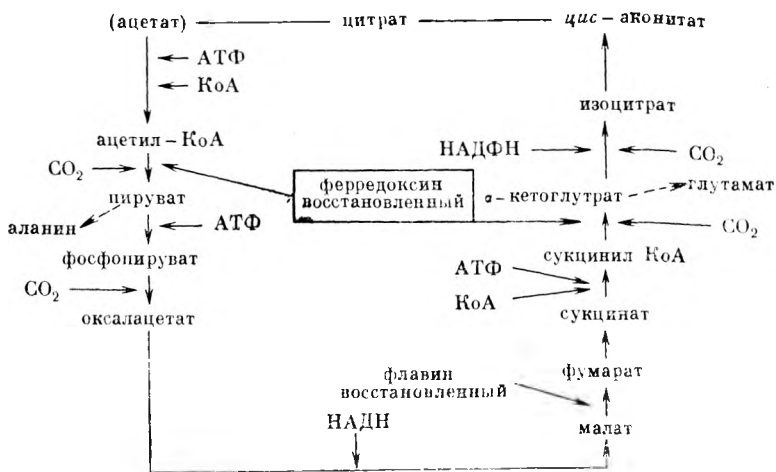 (ацетат) цитрат цис-аконитат
АТФ
КоА
изоцитрат
ацетил-КоА
НАДФН
CO2
CO2
ферредоксин
восстановленный
пируват
α-кетоглутрат
глутамат
аланин
АТФ
CO2
фосфопируват
сукцинил КоА
АТФ
CO2
КоА
оксалацетат
сукцинат
флавин
восстановленный
фумарат
НАДН
малат